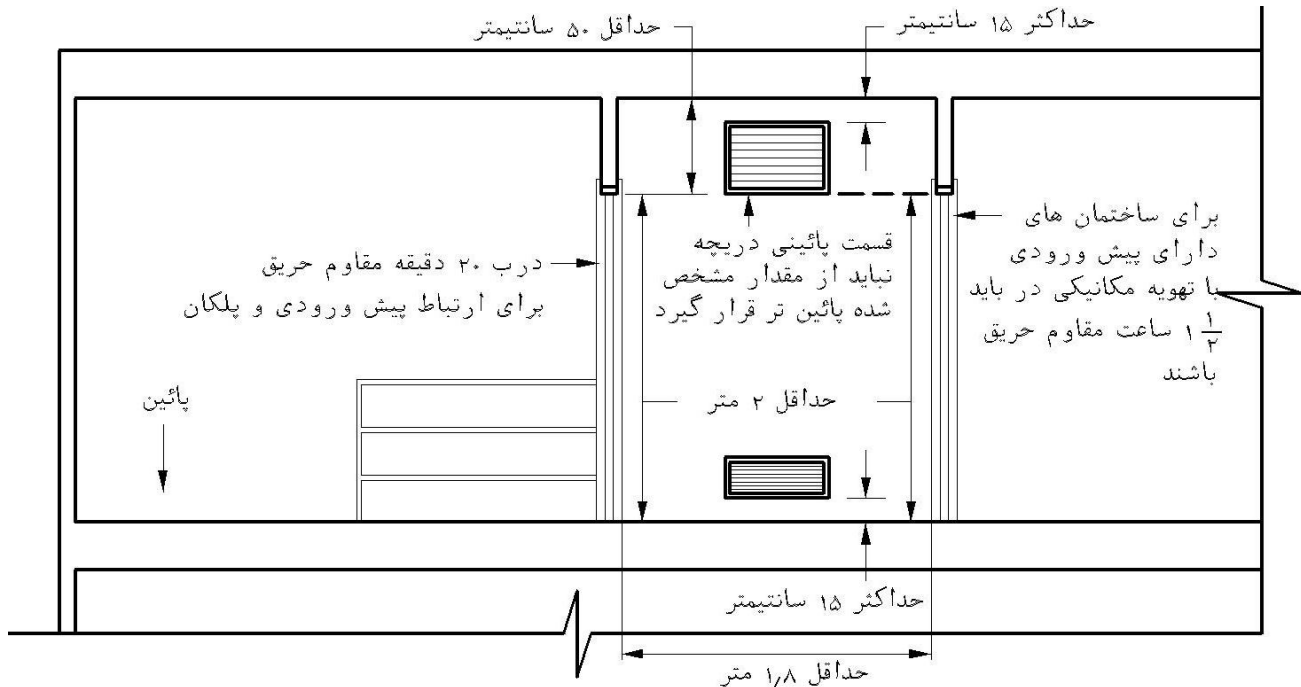 حداقل ۵۰ سانتیمتر
حداکثر ۱۵ سانتیمتر
برای ساختمان های
دارای پیش ورودی
با تهویه مکانیکی در باید
۱ ۱/۲ ساعت مقاوم حریق
باشند
قسمت پائینی دریچه
نباید از مقدار مشخص
شده پائین تر قرار گیرد
درب ۲۰ دقیقه مقاوم حریق
برای ارتباط پیش ورودی و پلکان
پائین
حداقل ۲ متر
حداکثر ۱۵ سانتیمتر
حداقل ۱٫۸ متر